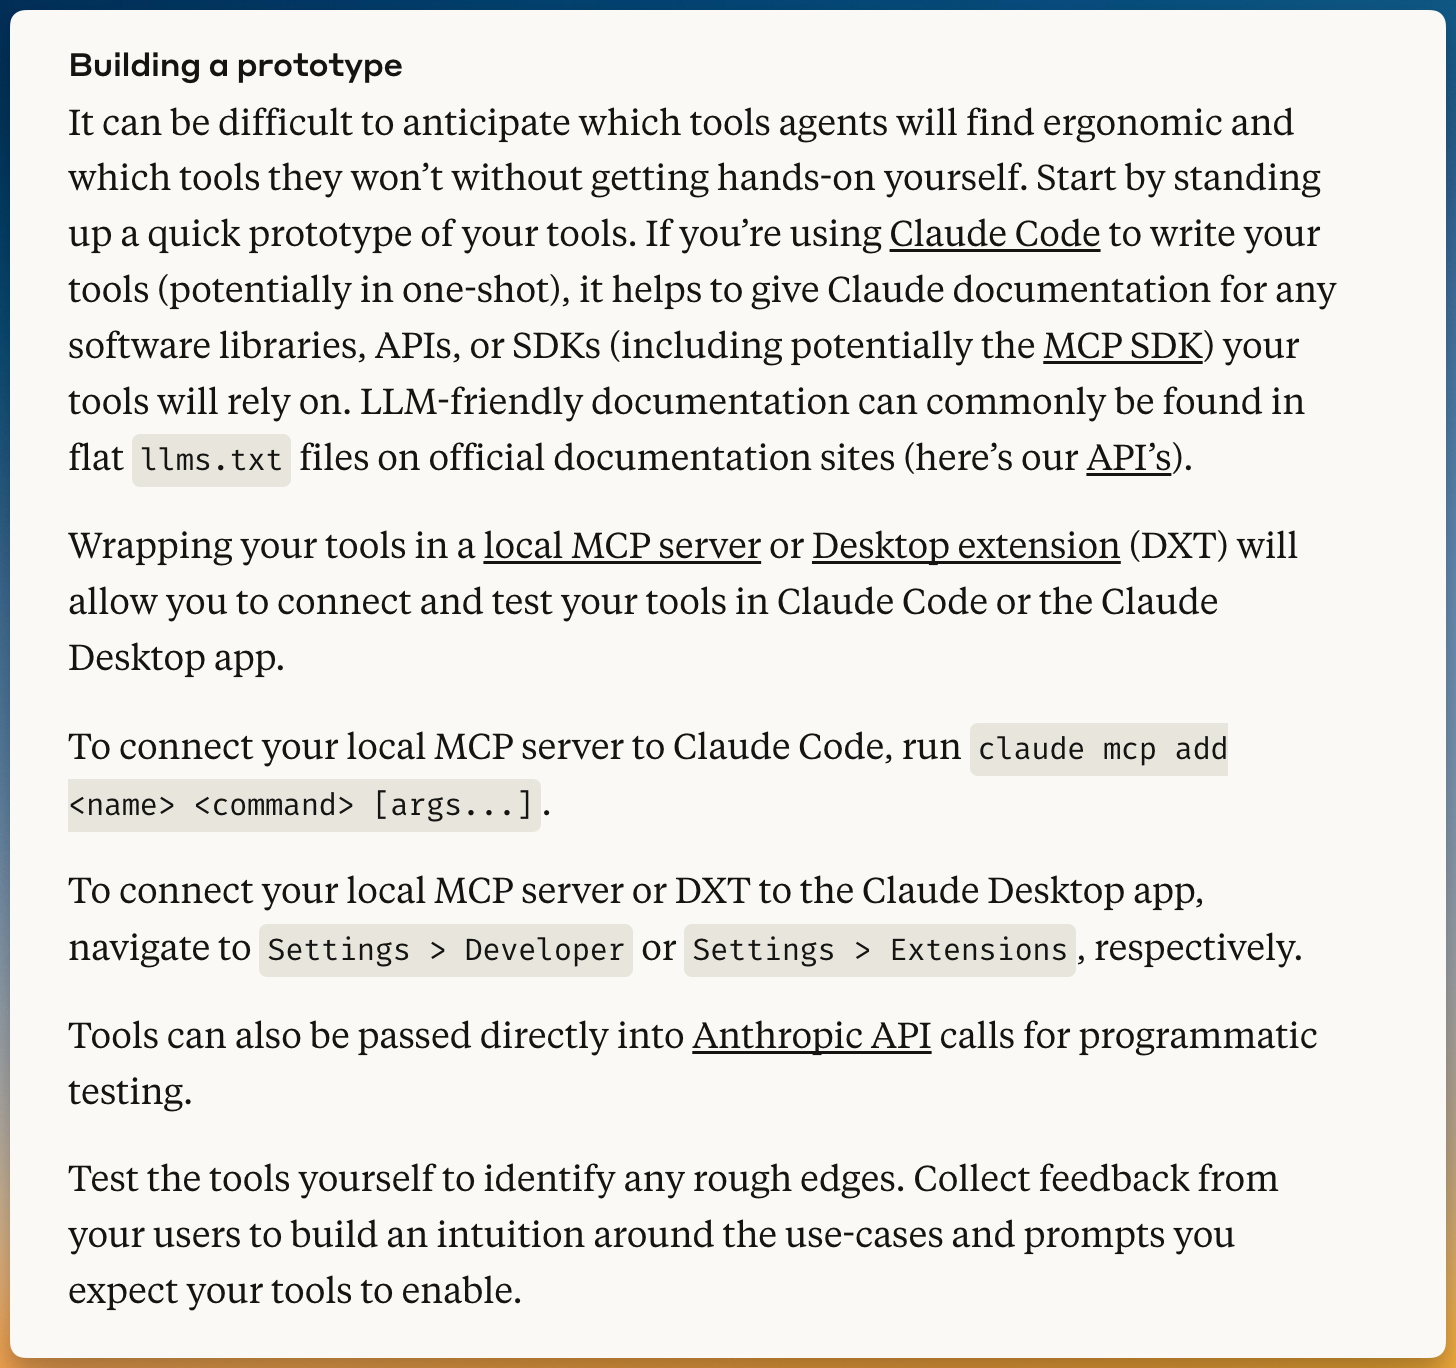 Building a prototype
It can be difficult to anticipate which tools agents will find ergonomic and
which tools they won’t without getting hands-on yourself. Start by standing
up a quick prototype of your tools. If you’re using Claude Code to write your
tools (potentially in one-shot), it helps to give Claude documentation for any
software libraries, APIs, or SDKs (including potentially the MCP SDK) your
tools will rely on. LLM-friendly documentation can commonly be found in
flat llms.txt files on official documentation sites (here’s our API’s).
Wrapping your tools in a local MCP server or Desktop extension (DXT) will
allow you to connect and test your tools in Claude Code or the Claude
Desktop app.
To connect your local MCP server to Claude Code, run claude mcp add
<name> <command> [args...].
To connect your local MCP server or DXT to the Claude Desktop app,
navigate to Settings > Developer or Settings > Extensions, respectively.
Tools can also be passed directly into Anthropic API calls for programmatic
testing.
Test the tools yourself to identify any rough edges. Collect feedback from
your users to build an intuition around the use-cases and prompts you
expect your tools to enable.